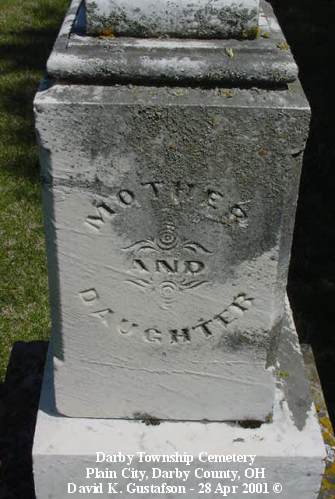 MOTHER
AND
DAUGHTER
Darby Township Cemetery
Plain City, Darby County, OH
David K. Gustafson - 28 Apr 2001 ©